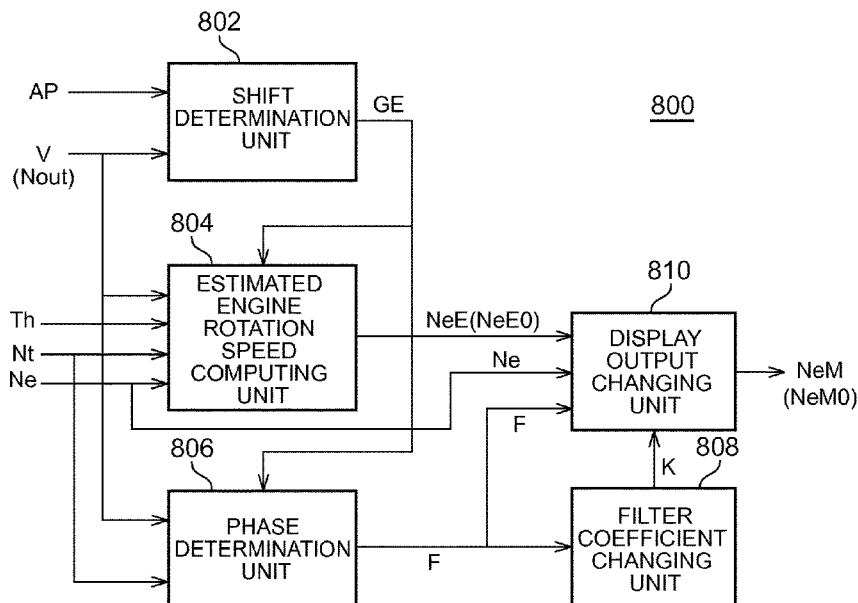 802
AP
SHIFT
DETERMINATION
UNIT
GE
800
V
(Nout)
804
ESTIMATED
ENGINE
ROTATION
SPEED
COMPUTING
UNIT
Th
Nt
Ne
NeE(NeE0)
Ne
F
810
DISPLAY
OUTPUT
CHANGING
UNIT
NeM
(NeM0)
806
PHASE
DETERMINATION
UNIT
F
K
808
FILTER
COEFFICIENT
CHANGING
UNIT